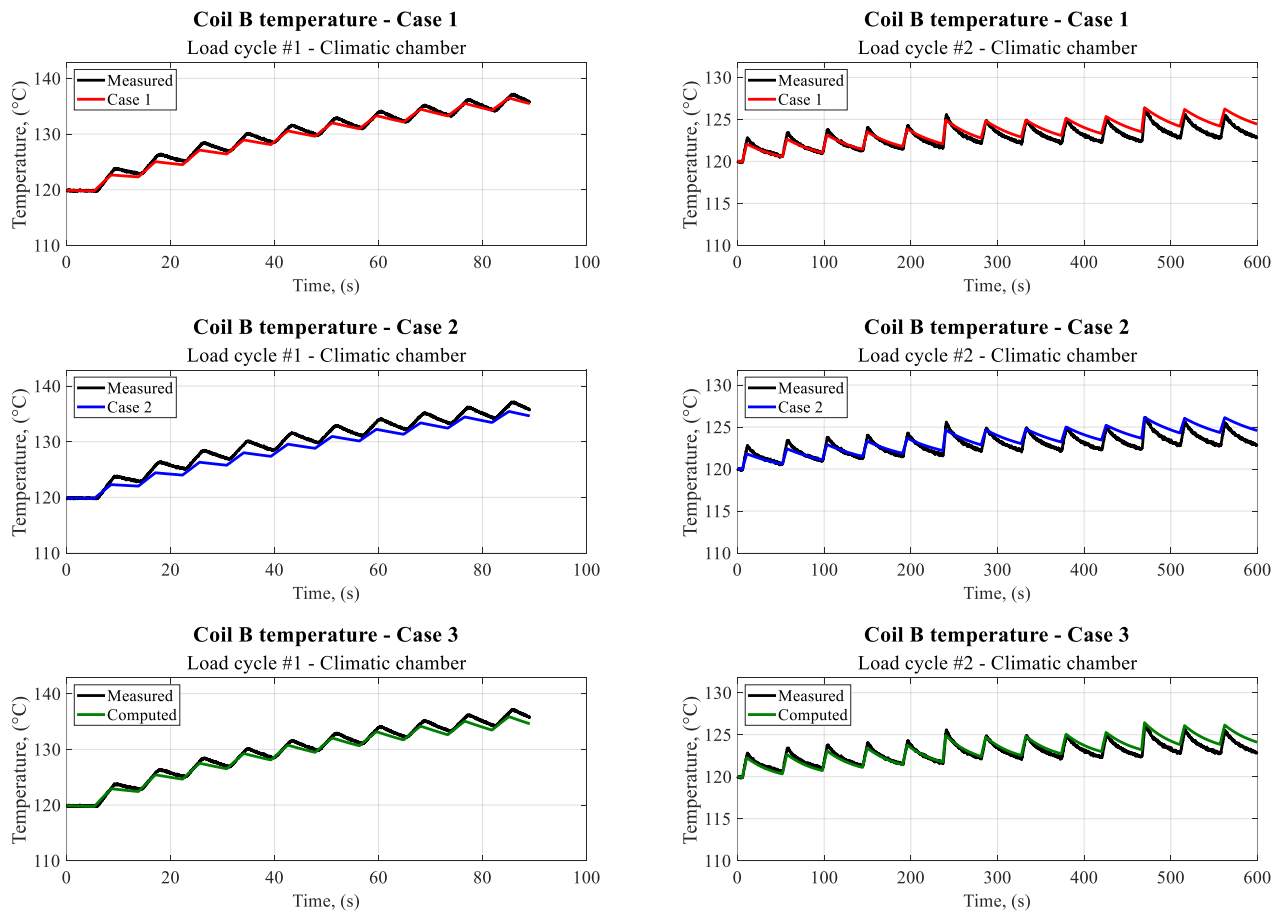 Coil B temperature - Case 1
Load cycle #1 - Climatic chamber
Temperature, (°C)
140
130
120
110
Measured
Case 1
0 20 40 60 80 100
Time, (s)
Coil B temperature - Case 1
Load cycle #2 - Climatic chamber
Temperature, (°C)
130
125
120
115
110
Measured
Case 1
0 100 200 300 400 500 600
Time, (s)
Coil B temperature - Case 2
Load cycle #1 - Climatic chamber
Temperature, (°C)
140
130
120
110
Measured
Case 2
0 20 40 60 80 100
Time, (s)
Coil B temperature - Case 2
Load cycle #2 - Climatic chamber
Temperature, (°C)
130
125
120
115
110
Measured
Case 2
0 100 200 300 400 500 600
Time, (s)
Coil B temperature - Case 3
Load cycle #1 - Climatic chamber
Temperature, (°C)
140
130
120
110
Measured
Computed
0 20 40 60 80 100
Time, (s)
Coil B temperature - Case 3
Load cycle #2 - Climatic chamber
Temperature, (°C)
130
125
120
115
110
Measured
Computed
0 100 200 300 400 500 600
Time, (s)